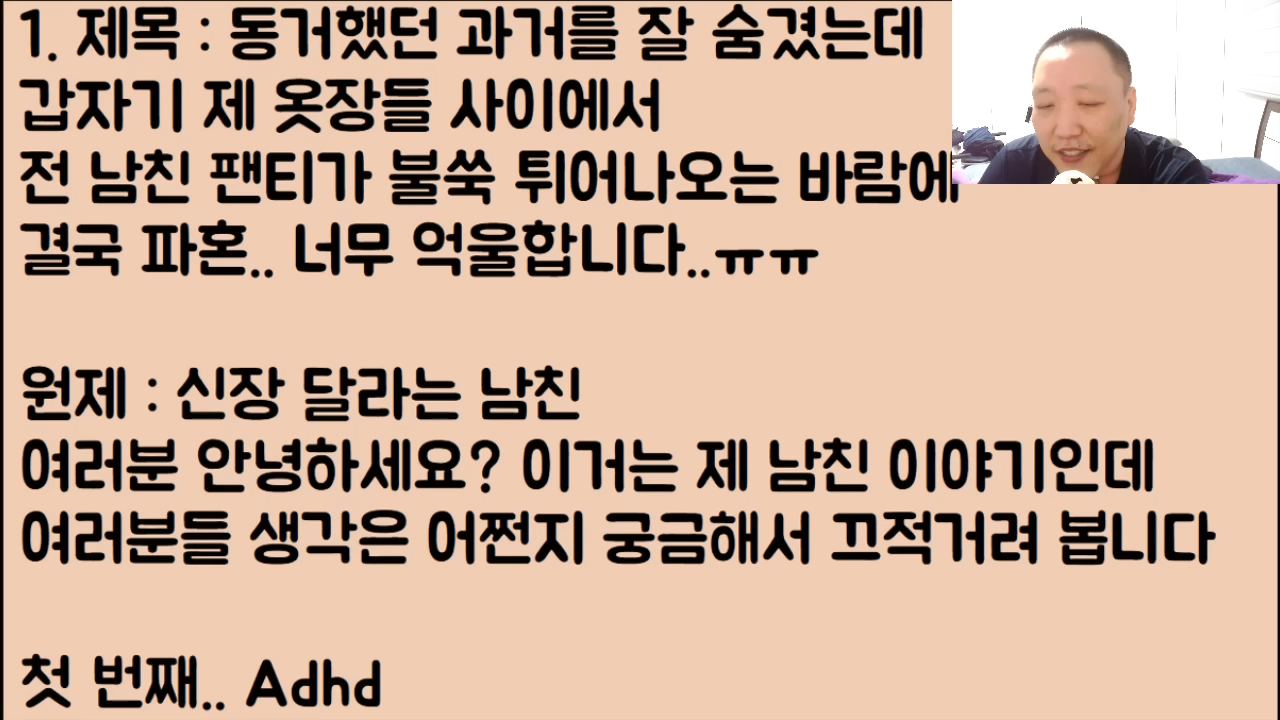 1. 제목 : 동거했던 과거를 잘 숨겼는데
갑자기 제 옷장들 사이에서
전 남친 팬티가 불쑥 튀어나오는 바람에
결국 파혼.. 너무 억울합니다..ㅠㅠ
원제 : 신장 달라는 남친
여러분 안녕하세요? 이거는 제 남친 이야기인데
여러분들 생각은 어쩐지 궁금해서 끄적거려 봅니다
첫 번째.. Adhd